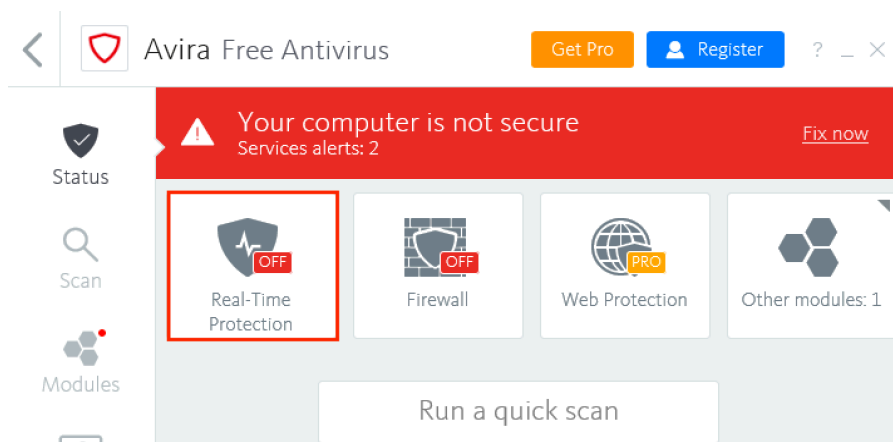 Avira Free Antivirus
Get Pro
Register
?
Your computer is not secure
Services alerts: 2
Fix now
Status
Scan
Modules
OFF
Real-Time
Protection
OFF
Firewall
PRO
Web Protection
Other modules: 1
Run a quick scan